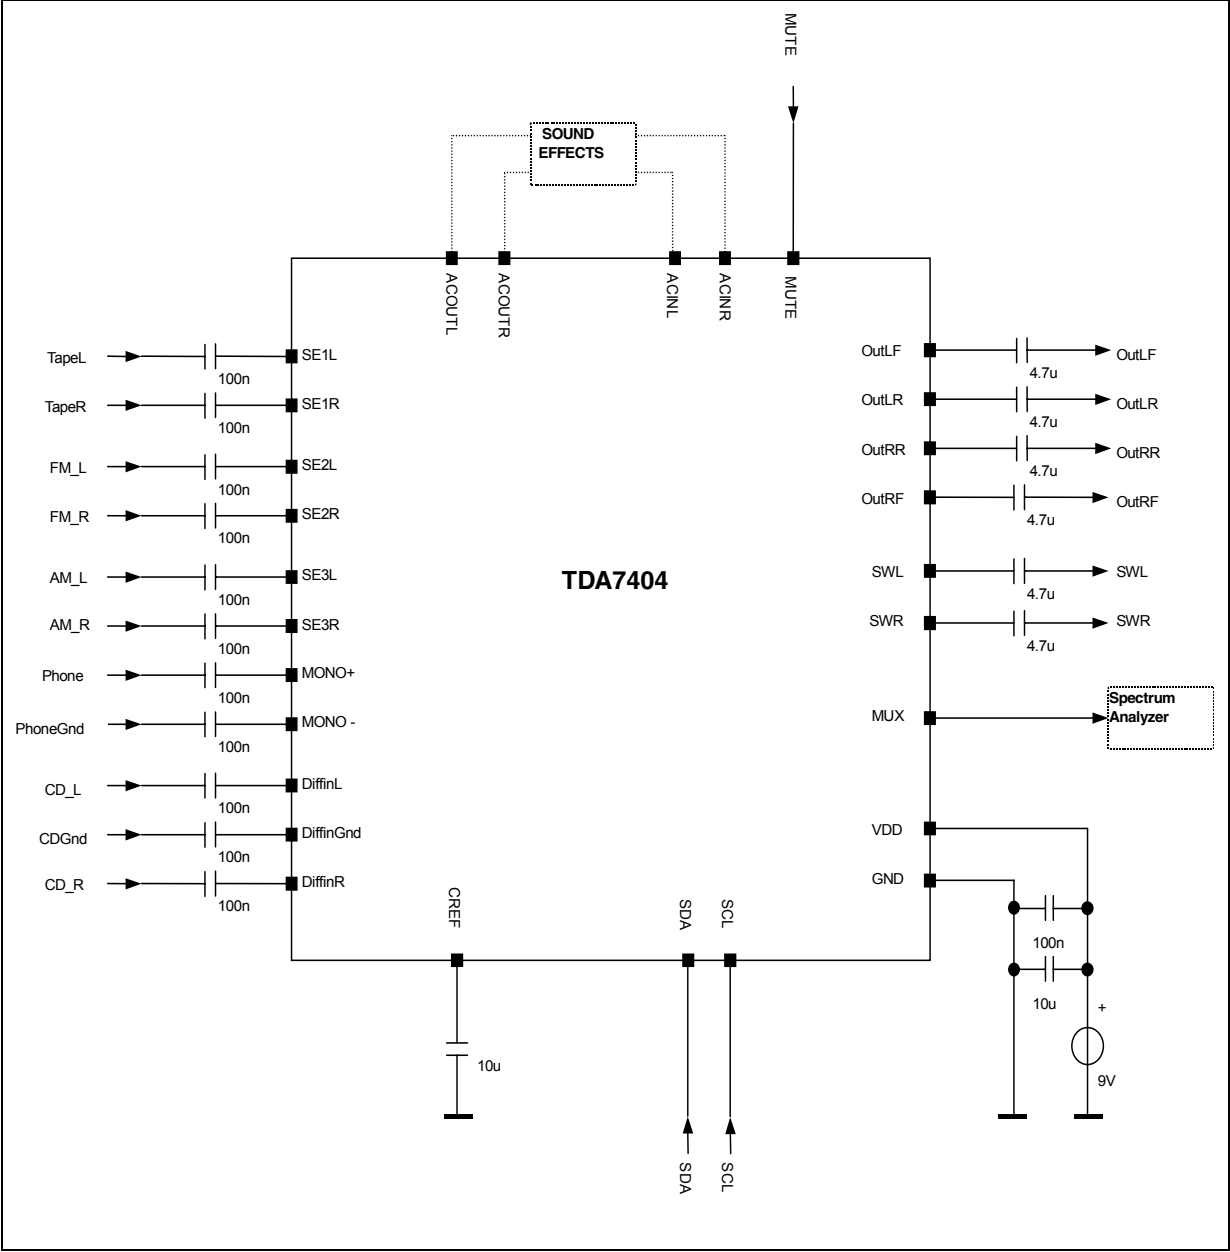 MUTE
SOUND
EFFECTS
ACOUTL
ACOUTR
ACINL
ACINR
MUTE
TapeL
100n
SE1L
TapeR
100n
SE1R
FM_L
100n
SE2L
FM_R
100n
SE2R
AM_L
100n
SE3L
AM_R
100n
SE3R
Phone
100n
MONO+
PhoneGnd
100n
MONO -
CD_L
100n
DiffinL
CDGnd
100n
DiffinGnd
CD_R
100n
DiffinR
TDA7404
OutLF
4.7u
OutLF
OutLR
4.7u
OutLR
OutRR
4.7u
OutRR
OutRF
4.7u
OutRF
SWL
4.7u
SWL
SWR
4.7u
SWR
MUX
Spectrum
Analyzer
VDD
GND
100n
10u
+
9V
CREF
10u
SDA
SCL
SDA
SCL